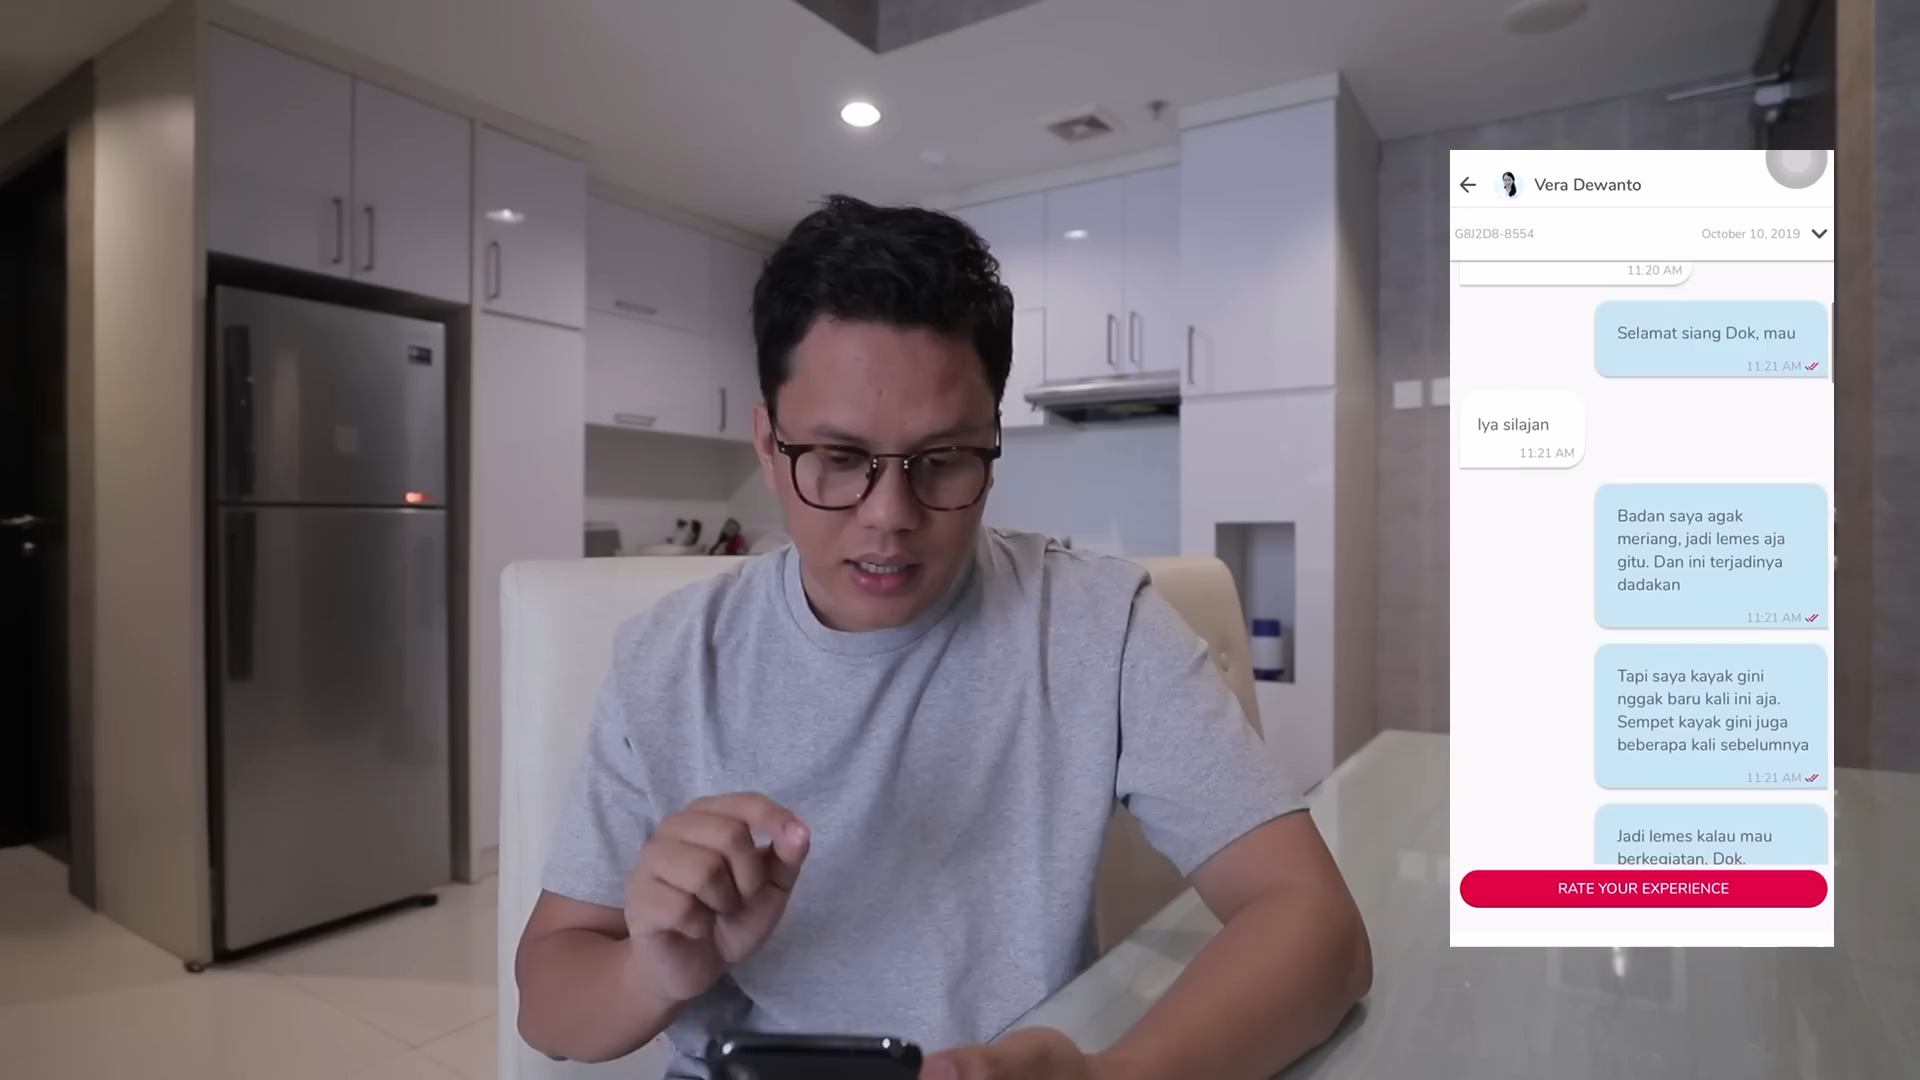 Vera Dewanto
G8J2D8-8554
October 10, 2019
11:20 AM
Selamat siang Dok, mau
11:21 AM
Iya silajan
11:21 AM
Badan saya agak
meriang, jadi lemes aja
gitu. Dan ini terjadinya
dadakan
11:21 AM
Tapi saya kayak gini
nggak baru kali ini aja.
Sempet kayak gini juga
beberapa kali sebelumnya
11:21 AM
Jadi lemes kalau mau
berkegiatan. Dok.
RATE YOUR EXPERIENCE